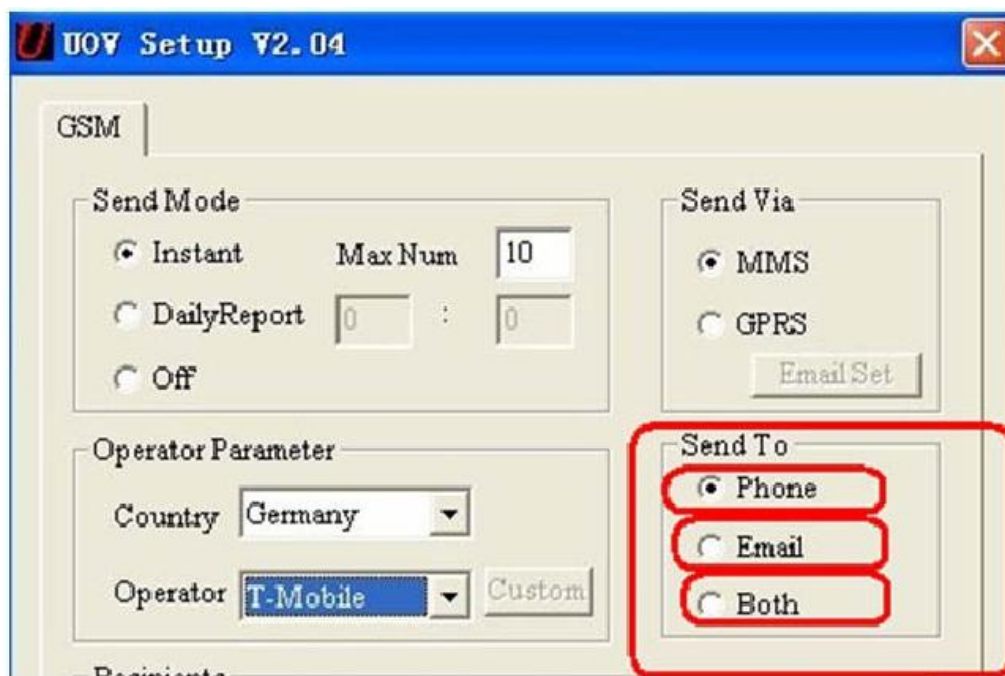 UOV Setup V2.04
GSM
Send Mode
Instant Max Num 10
DailyReport 0 : 0
Off
Send Via
MMS
GPRS
Email Set
Operator Parameter
Country Germany
Operator T-Mobile Custom
Send To
Phone
Email
Both
Recipients